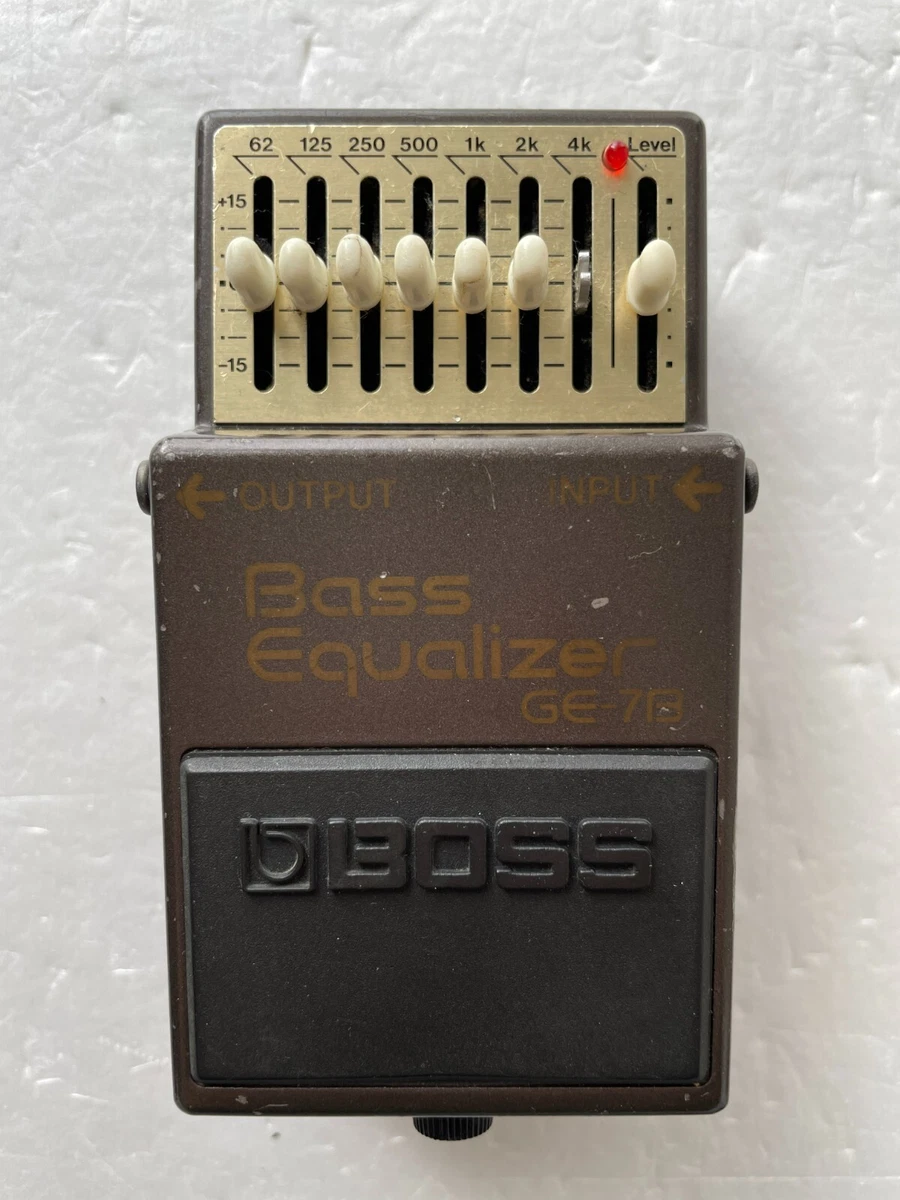 62 125 250 500 1k 2k 4k Level
+15
-15
OUTPUT INPUT
Bass
Equalizer
GE-7B
BOSS